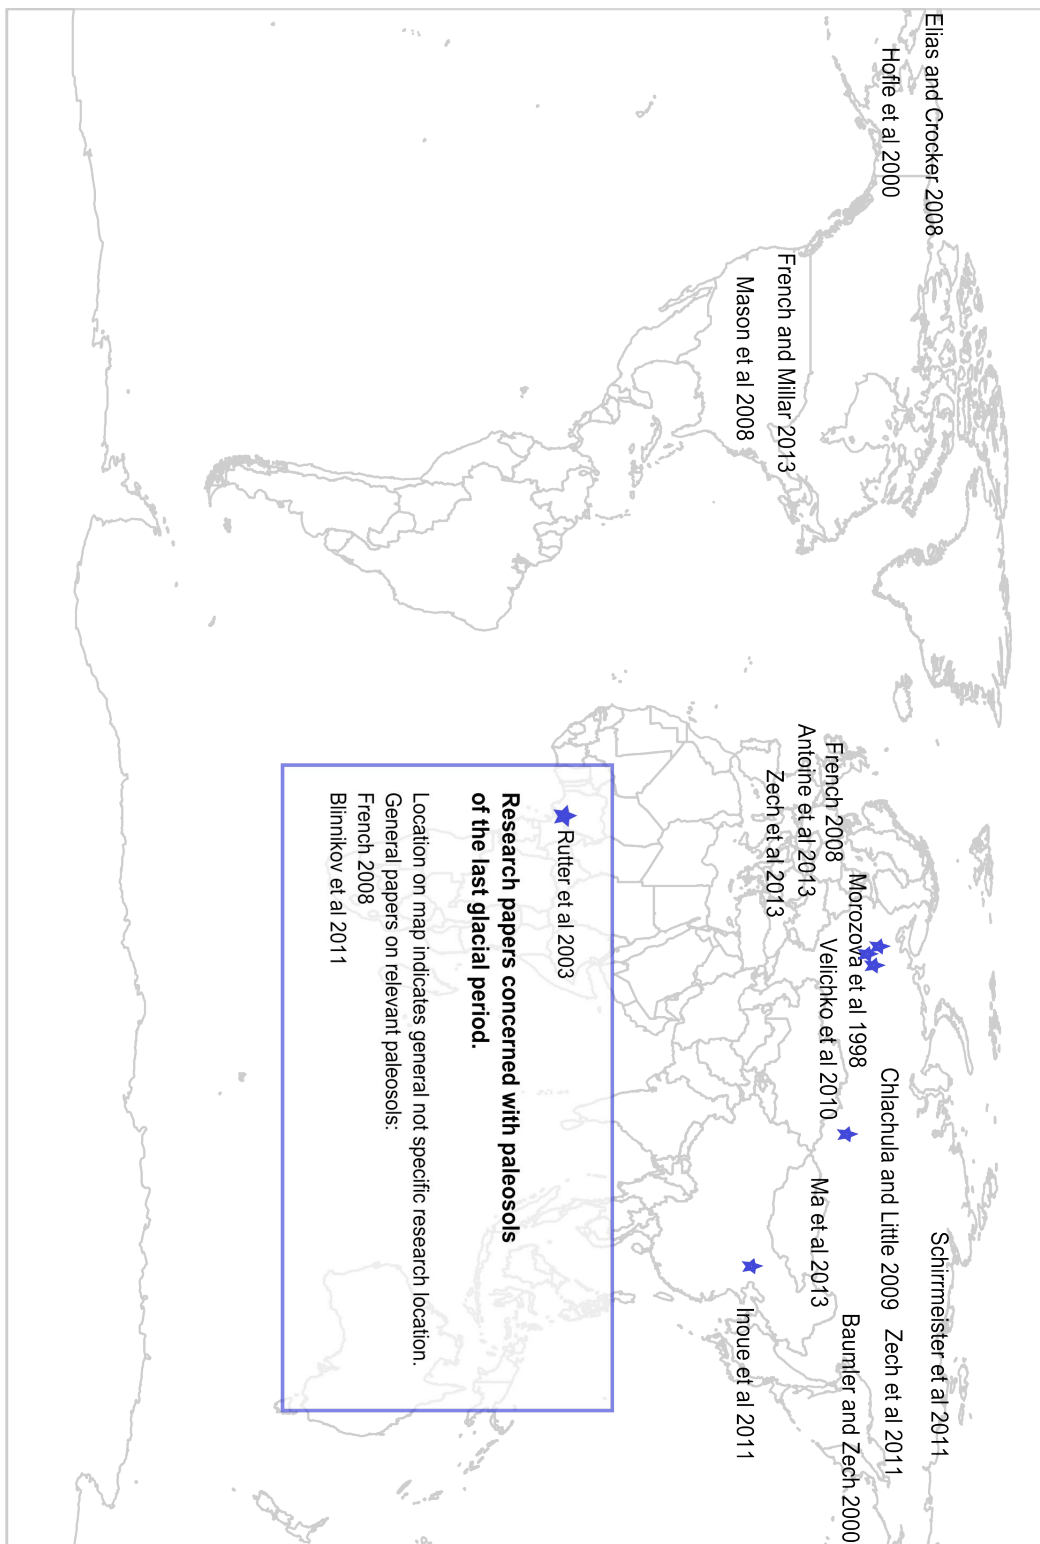 Elias and Crocker 2008
Hofle et al 2000
French and Millar 2013
Mason et al 2008
French 2008
Antoine et al 2013
Zech et al 2013
Morozova et al 1998
Velichko et al 2010
Chlachula and Little 2009
Ma et al 2013
Schirrmeister et al 2011
Zech et al 2011
Baumler and Zech 2000
Inoue et al 2011
Rutter et al 2003
Research papers concerned with paleosols
of the last glacial period.
Location on map indicates general not specific research location.
General papers on relevant paleosols:
French 2008
Blinnikov et al 2011